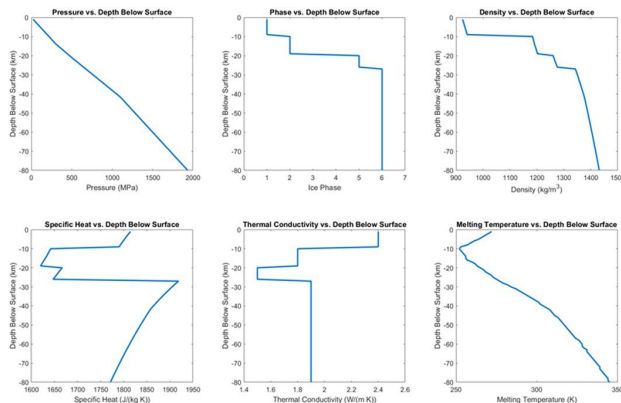 Pressure vs. Depth Below Surface
Phase vs. Depth Below Surface
Density vs. Depth Below Surface
Depth Below Surface (km)
0
-10
-20
-30
-40
-50
-60
-70
-80
0 500 1000 1500 2000
Pressure (MPa)
Depth Below Surface (km)
0
-10
-20
-30
-40
-50
-60
-70
-80
0 1 2 3 4 5 6 7
Ice Phase
Depth Below Surface (km)
0
-10
-20
-30
-40
-50
-60
-70
-80
900 1000 1100 1200 1300 1400
Density (kg/m³)
Specific Heat vs. Depth Below Surface
Thermal Conductivity vs. Depth Below Surface
Melting Temperature vs. Depth Below Surface
Depth Below Surface (km)
0
-10
-20
-30
-40
-50
-60
-70
-80
1600 1650 1700 1750 1800 1850 1900 1950
Specific Heat (J/(kg K))
Depth Below Surface (km)
0
-10
-20
-30
-40
-50
-60
-70
-80
1.4 1.6 1.8 2 2.2 2.4 2.6
Thermal Conductivity (W/(m K))
Depth Below Surface (km)
0
-10
-20
-30
-40
-50
-60
-70
-80
250 300
Melting Temperature (K)